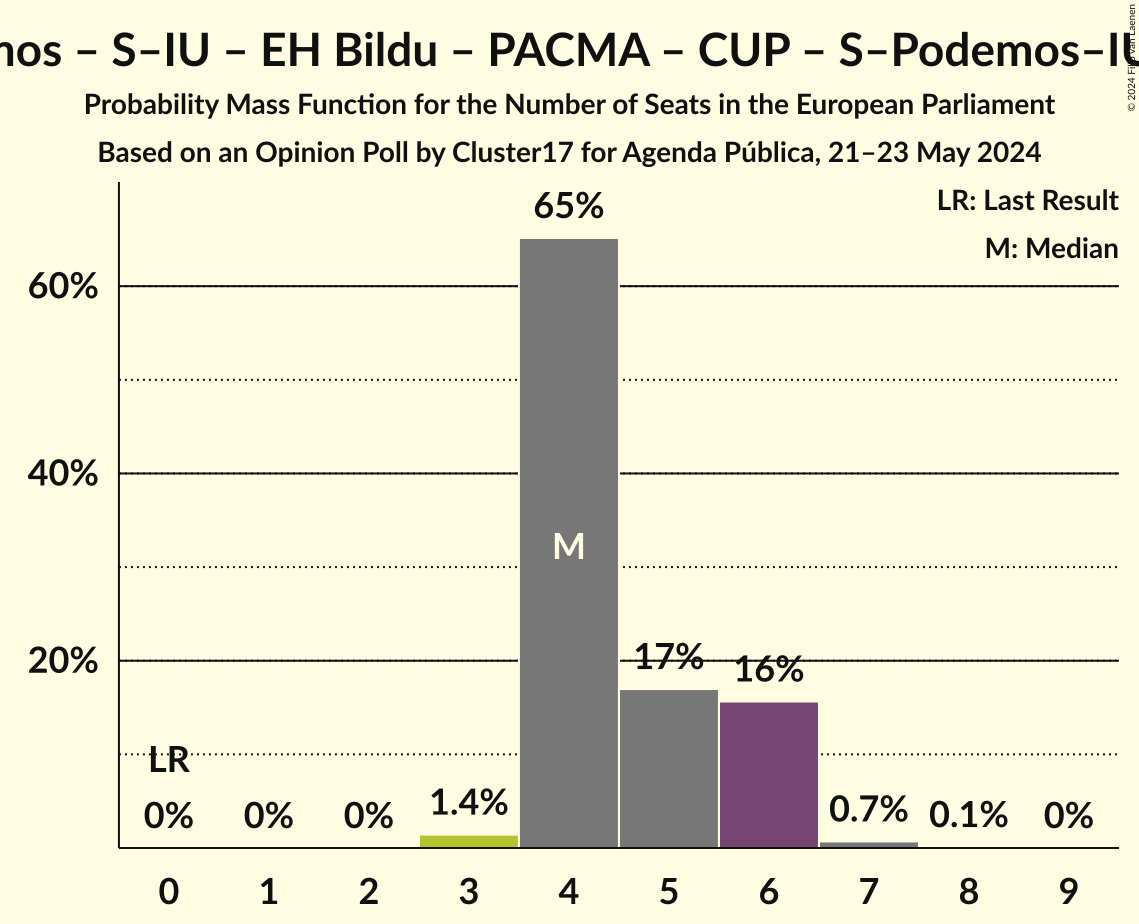 – S–IU – EH Bildu – PACMA – CUP – S–Podemos–IU
© 2024 Filip van Laenen
Probability Mass Function for the Number of Seats in the European Parliament
Based on an Opinion Poll by Cluster17 for Agenda Pública, 21–23 May 2024
LR: Last Result
M: Median
65%
60%
40%
M
20%
17%
16%
LR
0%
0%
0%
1.4%
0.7%
0.1%
0%
0 1 2 3 4 5 6 7 8 9